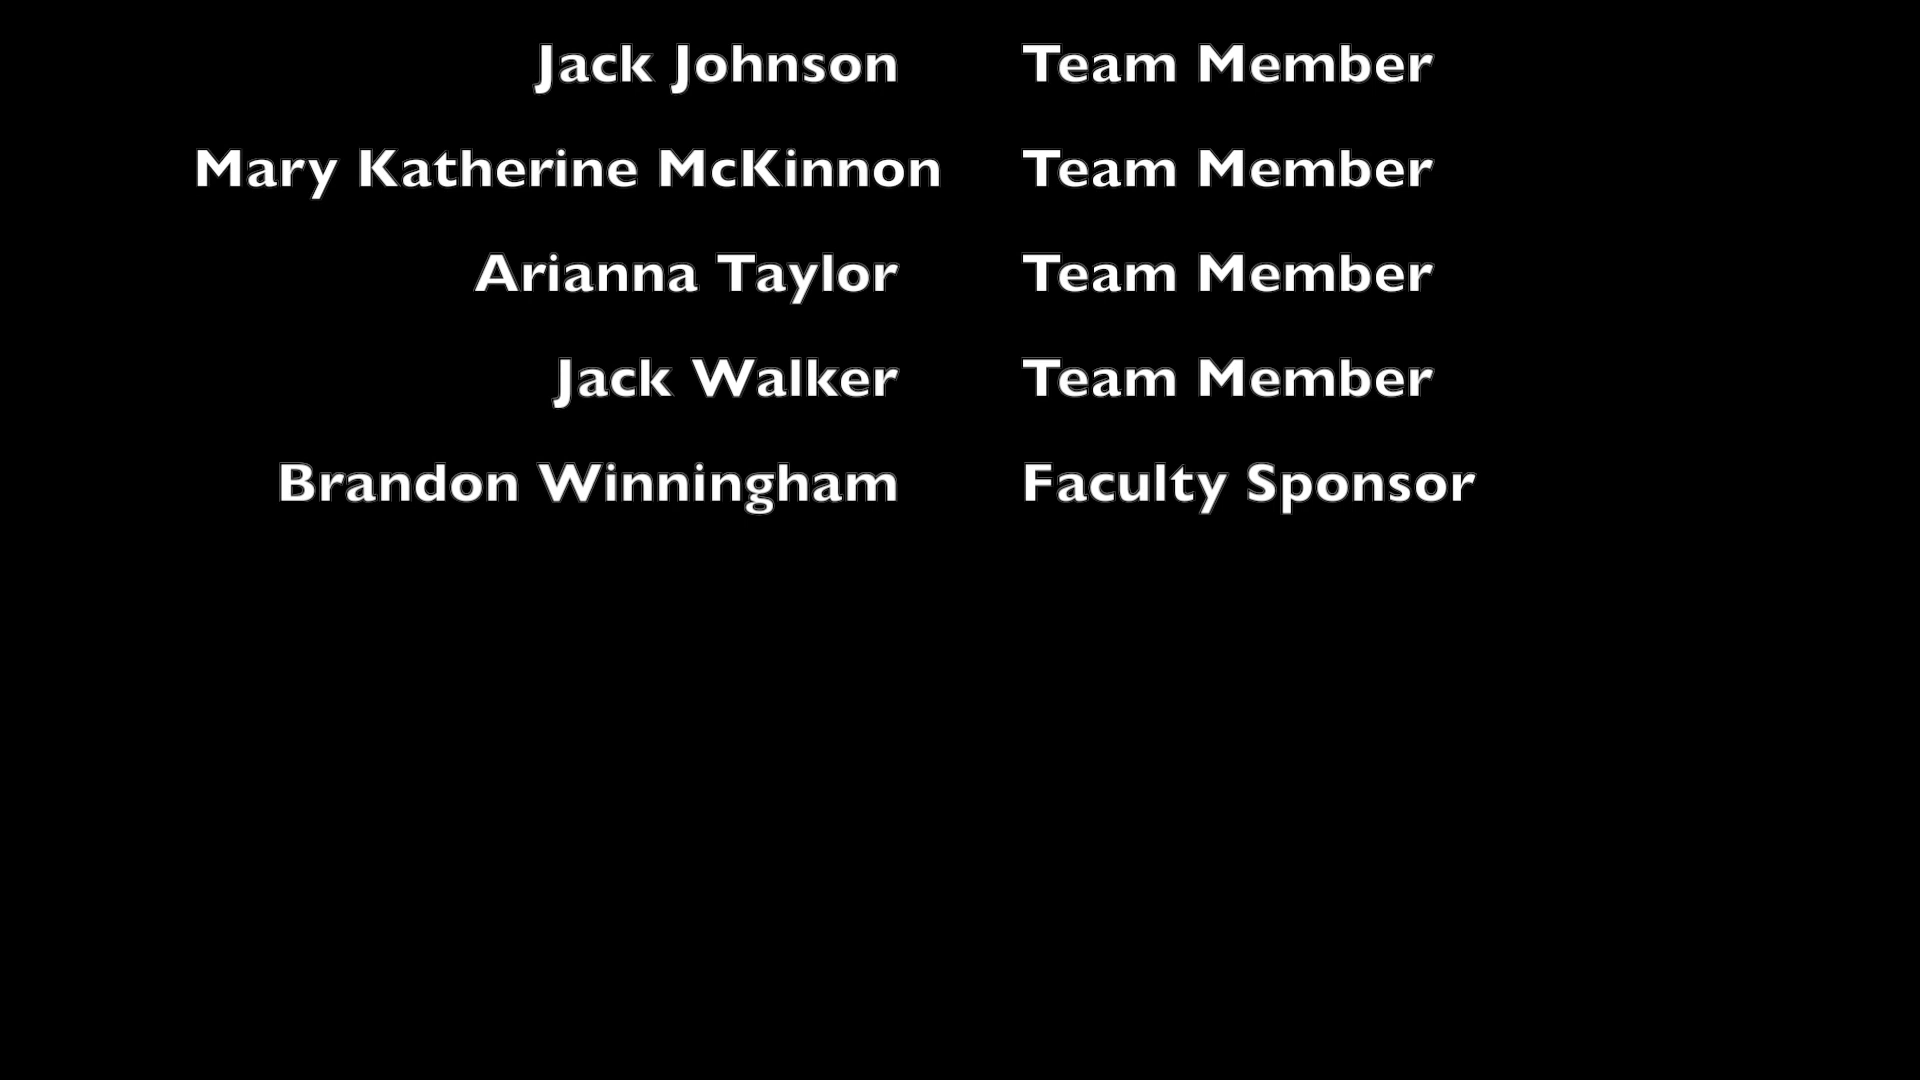 Jack Johnson Team Member
Mary Katherine McKinnon Team Member
Arianna Taylor Team Member
Jack Walker Team Member
Brandon Winningham Faculty Sponsor